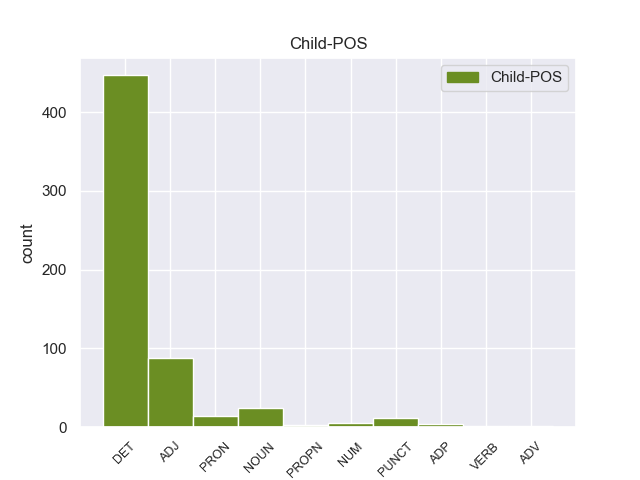 Child-POS
Child-POS
count
400
300
200
100
0
DET ADJ PRON NOUN PROPN NUM PUNCT ADP VERB ADV